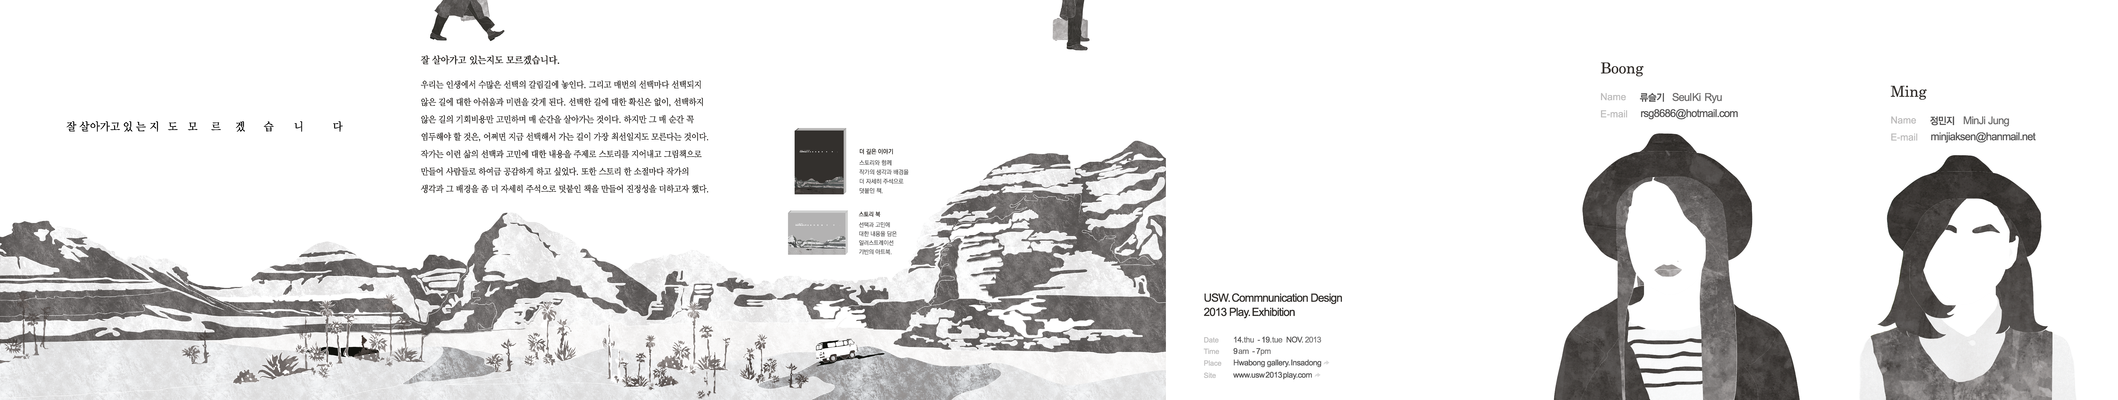 잘 살아가고 있는지도 모르겠습니다
잘 살아가고 있는지도 모르겠습니다.
우리는 인생에서 수많은 선택의 갈림길에 놓인다. 그리고 매번의 선택마다 선택되지
않은 길에 대한 아쉬움과 미련을 갖게 된다. 선택한 길에 대한 확신은 없이, 선택하지
않은 길의 기회비용만 고민하며 매 순간을 살아가는 것이다. 하지만 그 매 순간 꼭
염두해야 할 것은, 어쩌면 지금 선택해서 가는 길이 가장 최선일지도 모른다는 것이다.
작가는 이런 삶의 선택과 고민에 대한 내용을 주제로 스토리를 지어내고 그림책으로
만들어 사람들로 하여금 공감하게 하고 싶었다. 또한 스토리 한 소절마다 작가의
생각과 그 배경을 좀 더 자세히 주석으로 덧붙인 책을 만들어 진정성을 더하고자 했다.
더 깊은 이야기
스토리와 함께
작가의 생각과 배경을
더 자세히 주석으로
덧붙인 책.
스토리 북
선택과 고민에
대한 내용을 담은
일러스트레이션
기반의 아트북.
USW. Commnunication Design
2013 Play. Exhibition
Date 14.thu - 19.tue NOV. 2013
Time 9am - 7pm
Place Hwabong gallery.Insadong
Site www.usw2013play.com
Boong
Name 류슬기 SeulKi Ryu
E-mail rsg8686@hotmail.com
Ming
Name 정민지 MinJi Jung
E-mail minjiaksen@hanmail.net